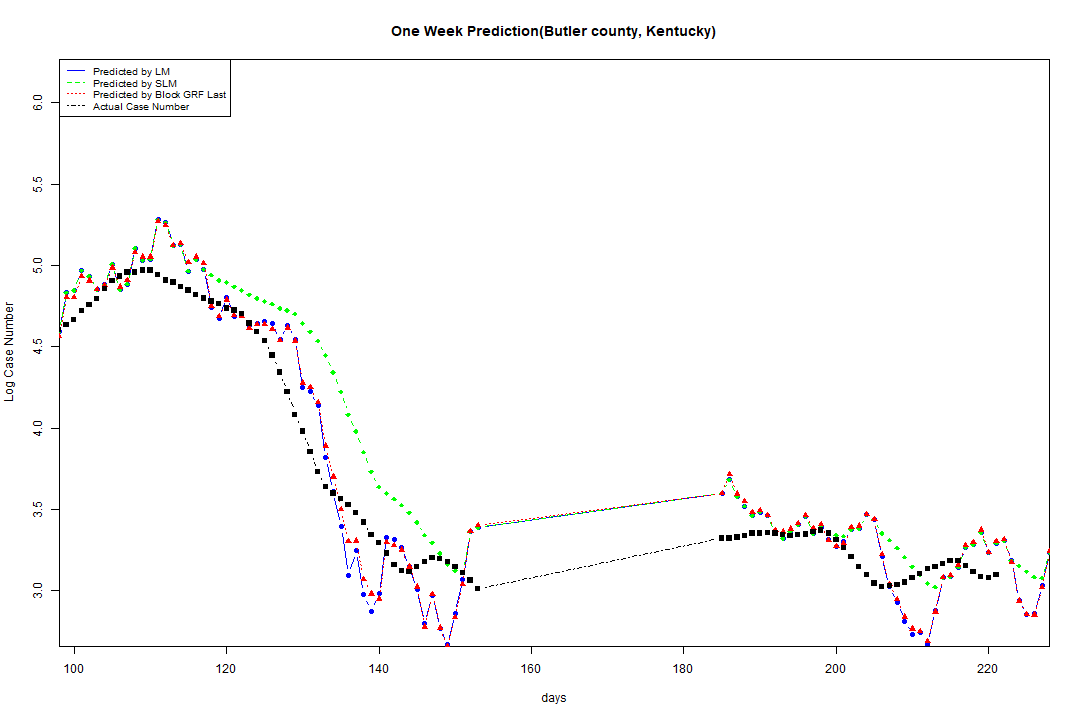 One Week Prediction(Butler county, Kentucky)
Predicted by LM
Predicted by SLM
Predicted by Block GRF Last
Actual Case Number
6.0
5.5
5.0
4.5
4.0
3.5
3.0
Log Case Number
100 120 140 160 180 200 220
days